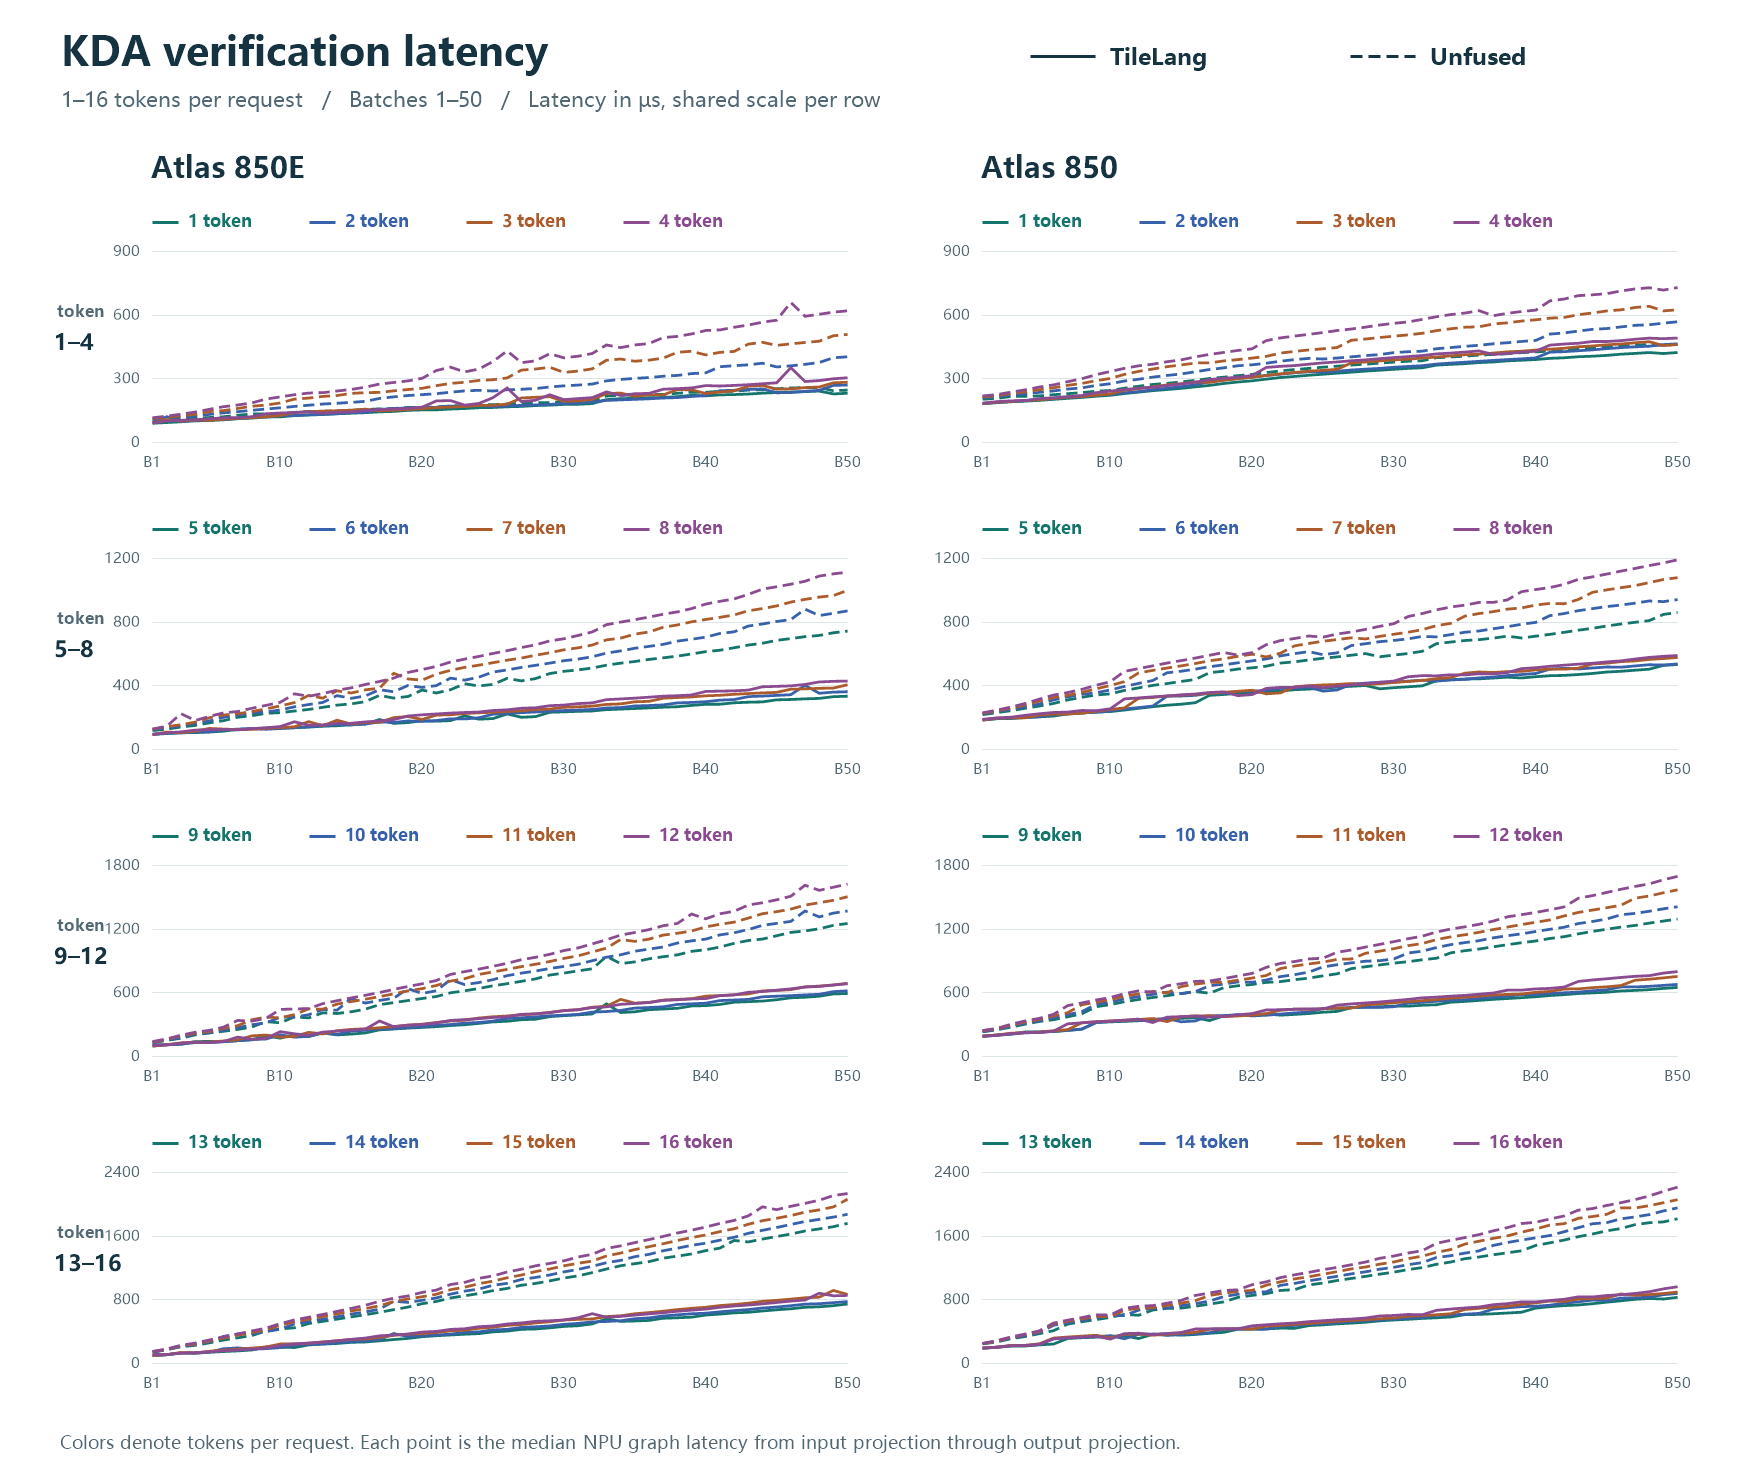 KDA verification latency
TileLang
Unfused
1–16 tokens per request / Batches 1–50 / Latency in µs, shared scale per row
Atlas 850E
Atlas 850
1 token 2 token 3 token 4 token
1 token 2 token 3 token 4 token
token
1–4
900
600
300
0
B1 B10 B20 B30 B40 B50
900
600
300
0
B1 B10 B20 B30 B40 B50
5 token 6 token 7 token 8 token
5 token 6 token 7 token 8 token
token
5–8
1200
800
400
0
B1 B10 B20 B30 B40 B50
1200
800
400
0
B1 B10 B20 B30 B40 B50
9 token 10 token 11 token 12 token
9 token 10 token 11 token 12 token
token
9–12
1800
1200
600
0
B1 B10 B20 B30 B40 B50
1800
1200
600
0
B1 B10 B20 B30 B40 B50
13 token 14 token 15 token 16 token
13 token 14 token 15 token 16 token
token
13–16
2400
1600
800
0
B1 B10 B20 B30 B40 B50
2400
1600
800
0
B1 B10 B20 B30 B40 B50
Colors denote tokens per request. Each point is the median NPU graph latency from input projection through output projection.